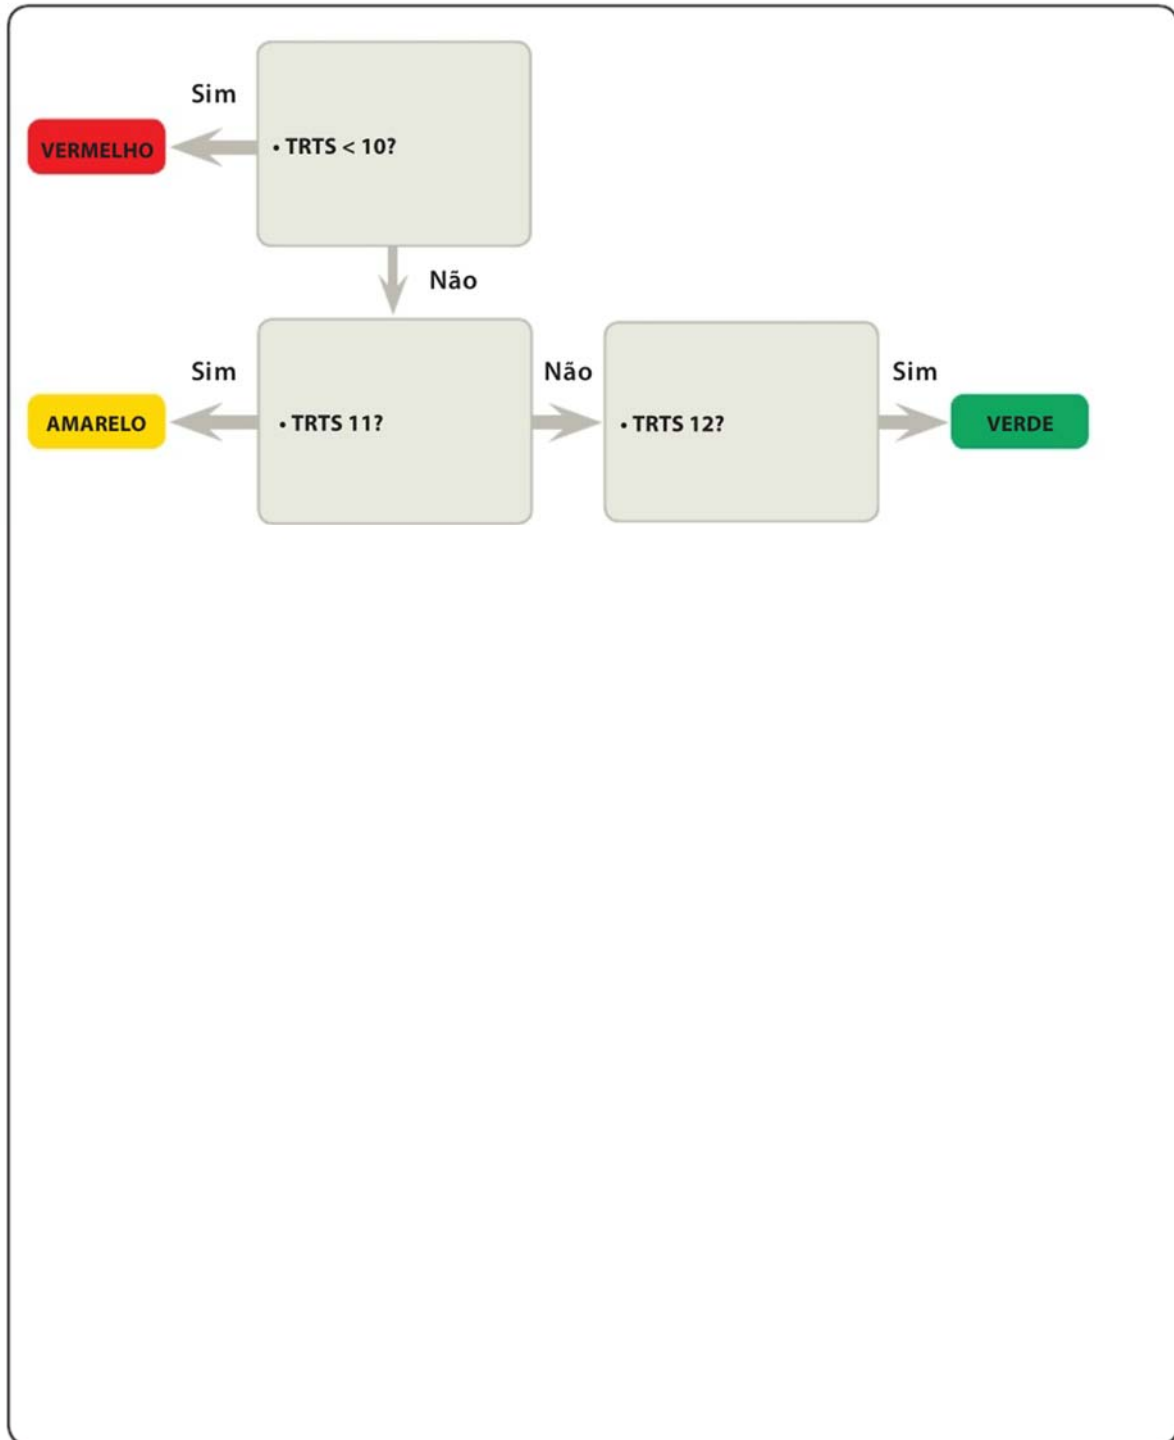 Sim
VERMELHO
• TRTS < 10?
Não
Sim
Não
Sim
AMARELO
• TRTS 11?
• TRTS 12?
VERDE